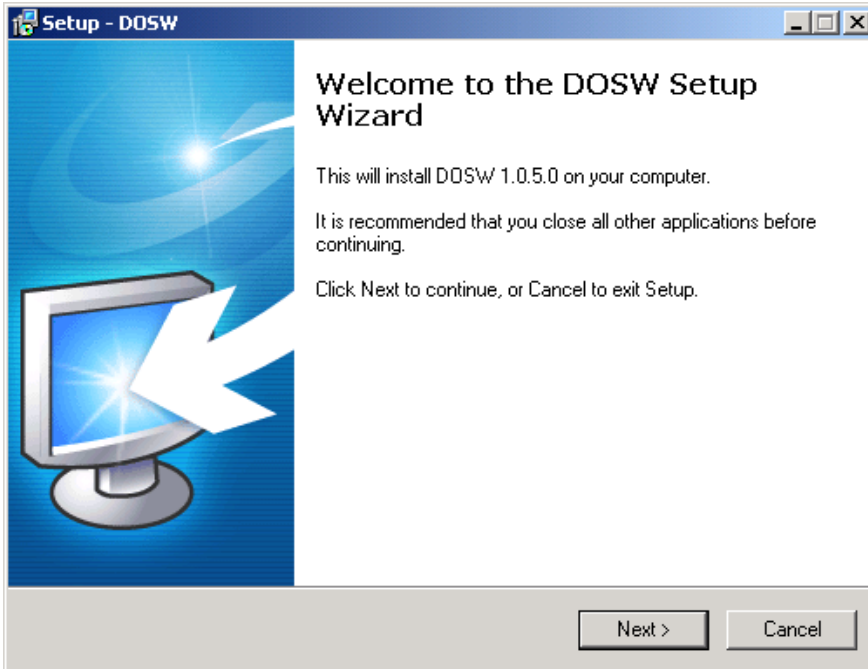 Setup - DOSW
Welcome to the DOSW Setup
Wizard
This will install DOSW 1.0.5.0 on your computer.
It is recommended that you close all other applications before
continuing.
Click Next to continue, or Cancel to exit Setup.
Next >
Cancel